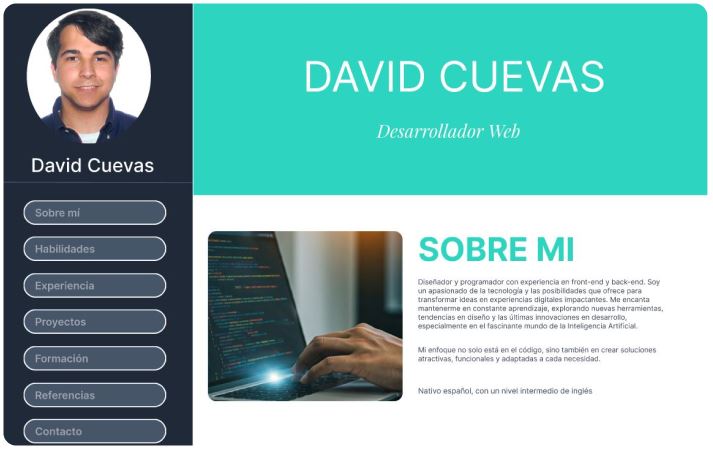 David Cuevas
Sobre mí
Habilidades
Experiencia
Proyectos
Formación
Referencias
Contacto
DAVID CUEVAS
Desarrollador Web
SOBRE MI
Diseñador y programador con experiencia en front-end y back-end. Soy
un apasionado de la tecnología y las posibilidades que ofrece para
transformar ideas en experiencias digitales impactantes. Me encanta
mantenerme en constante aprendizaje, explorando nuevas herramientas,
tendencias en diseño y las últimas innovaciones en desarrollo,
especialmente en el fascinante mundo de la Inteligencia Artificial.
Mi enfoque no solo está en el código, sino también en crear soluciones
atractivas, funcionales y adaptadas a cada necesidad.
Nativo español, con un nivel intermedio de inglés